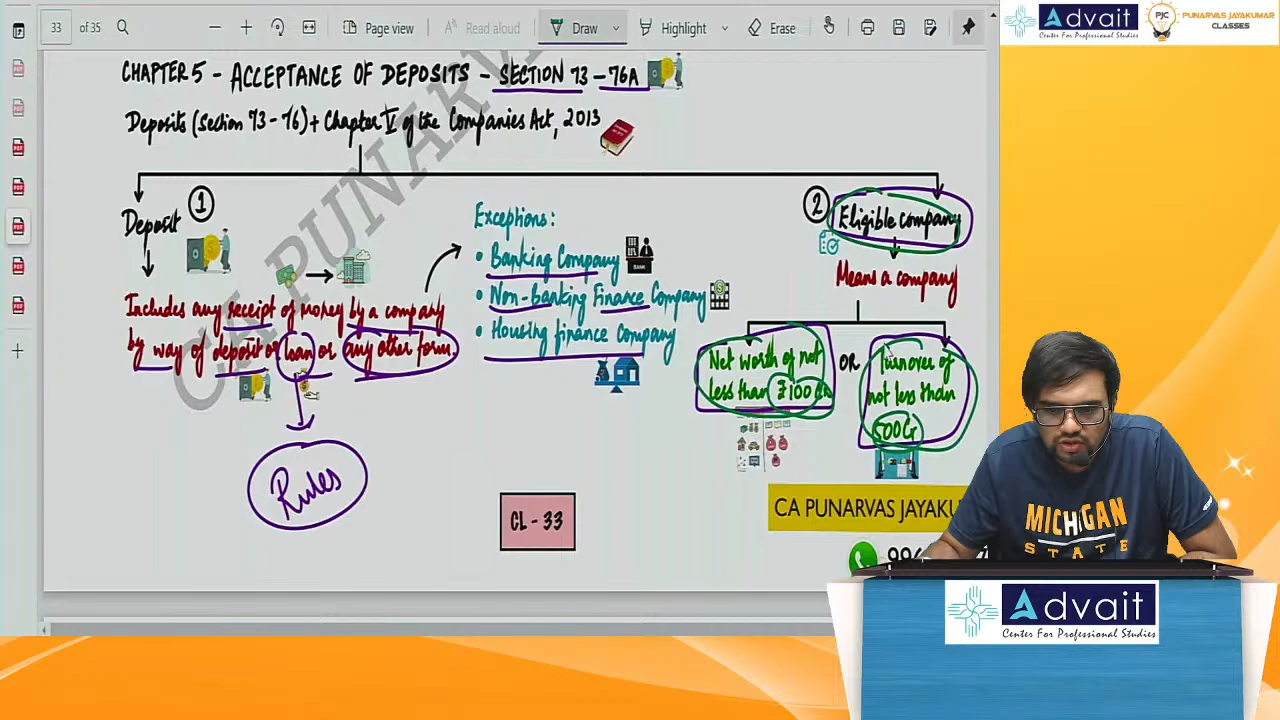 33 of 35
Page view
Read aloud
Draw
Highlight
Erase
Advait
Center For Professional Studies
PJC
PUNARVAS JAYAKUMAR
CLASSES
CHAPTER 5 - ACCEPTANCE OF DEPOSITS - SECTION 73 - 76A
Deposits (Section 73 - 76) + Chapter V of the Companies Act, 2013
CA PUNARV
Deposit 1
Includes any receipt of money by a company
by way of deposit or loan or any other form.
Rules
Exceptions:
• Banking Company
BANK
• Non-Banking Finance Company
• Housing finance Company
2 Eligible company
Means a company
Net worth of not
less than ₹100 Cr
OR
Turnover of
not less than
500Cr
CL - 33
CA PUNARVAS JAYAKU
MICHIGAN
STATE
Advait
Center For Professional Studies